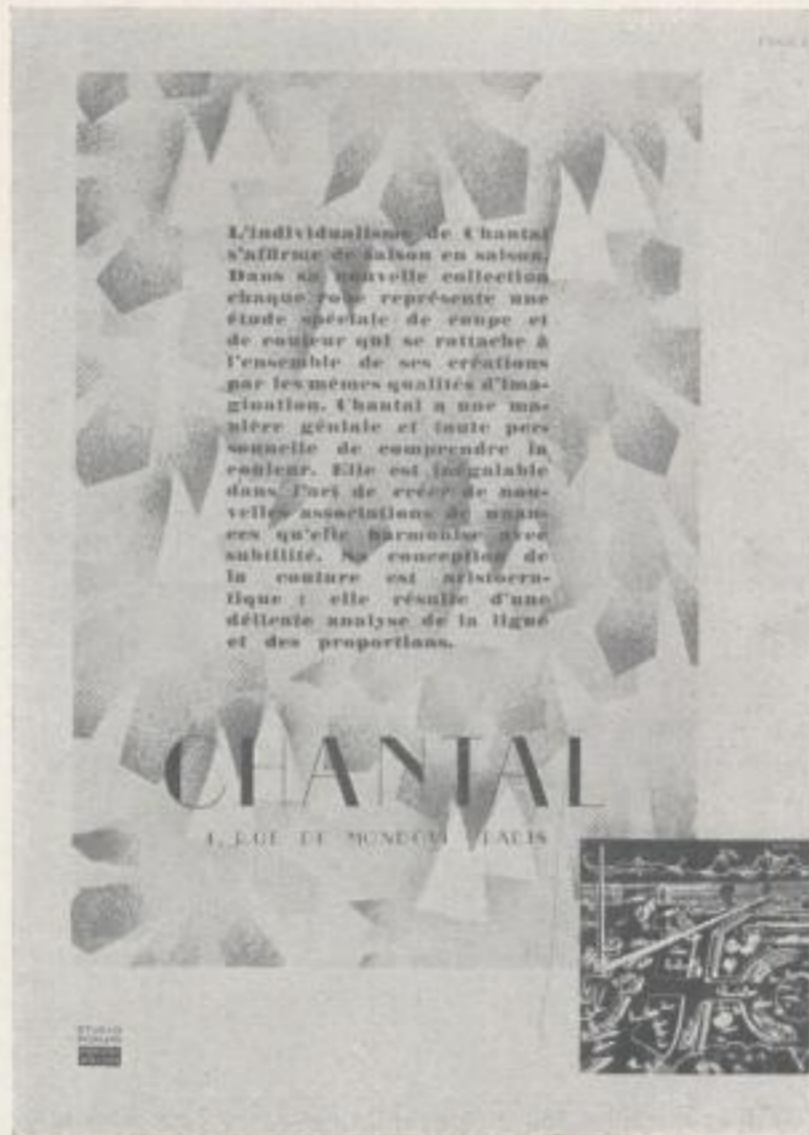 L'individualisme de Chantal
s'affirme de saison en saison.
Dans sa nouvelle collection
chaque robe représente une
étude spéciale de coupe et
de couleur qui se rattache à
l'ensemble de ses créations
par les mêmes qualités d'ima-
gination. Chantal a une ma-
nière géniale et toute per-
sonnelle de comprendre la
couleur. Elle est inégalable
dans l'art de créer de nou-
velles associations de nuan-
ces qu'elle harmonise avec
subtilité. Sa conception de
la couture est aristocra-
tique : elle résulte d'une
délicate analyse de la ligne
et des proportions.
CHANTAL
4, RUE DE MONDOVI PARIS
STUDIO